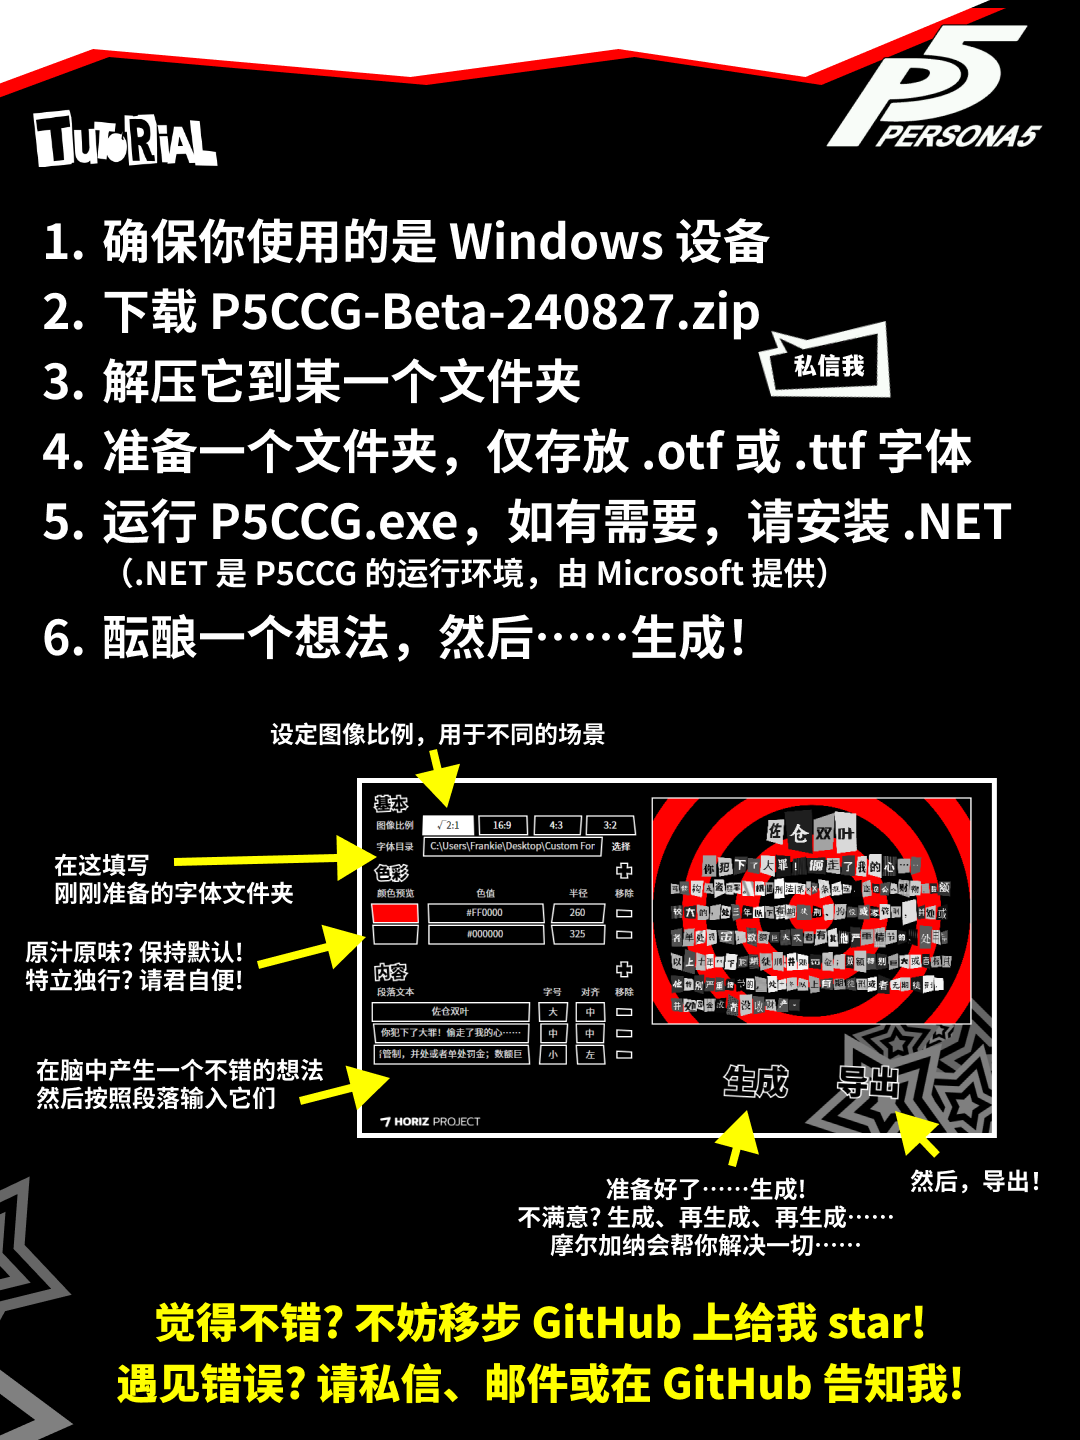 P5
PERSONA5
TUTORIAL
1. 确保你使用的是 Windows 设备
2. 下载 P5CCG-Beta-240827.zip
私信我
3. 解压它到某一个文件夹
4. 准备一个文件夹，仅存放 .otf 或 .ttf 字体
5. 运行 P5CCG.exe，如有需要，请安装 .NET
（.NET 是 P5CCG 的运行环境，由 Microsoft 提供）
6. 酝酿一个想法，然后……生成！
设定图像比例，用于不同的场景
在这填写
刚刚准备的字体文件夹
原汁原味？保持默认！
特立独行？请君自便！
在脑中产生一个不错的想法
然后按照段落输入它们
基本
图像比例 √2:1 16:9 4:3 3:2
字体目录 C:\Users\Frankie\Desktop\Custom For 选择
色彩
颜色预览 色值 半径 移除
#FF0000 260
#000000 325
内容
段落文本 字号 对齐 移除
佐仓双叶 大 中
你犯下了大罪！偷走了我的心…… 中 中
管制，并处或者单处罚金；数额巨 小 左
HORIZ PROJECT
佐仓双叶
你犯下了大罪！偷走了我的心……
生成 导出
准备好了……生成!
不满意? 生成、再生成、再生成……
摩尔加纳会帮你解决一切……
然后，导出!
觉得不错? 不妨移步 GitHub 上给我 star!
遇见错误? 请私信、邮件或在 GitHub 告知我!